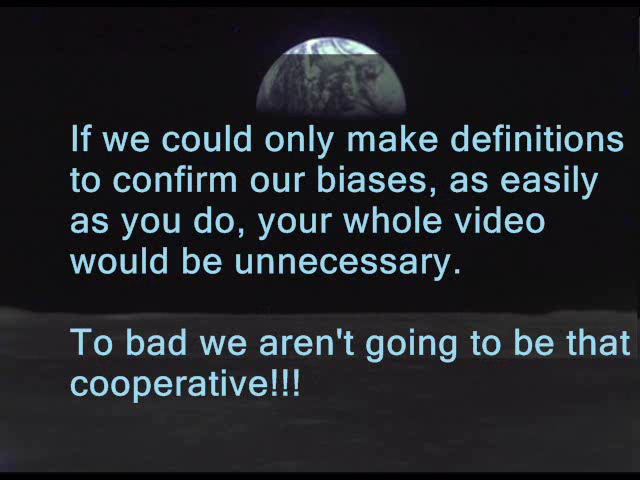 If we could only make definitions
to confirm our biases, as easily
as you do, your whole video
would be unnecessary.
To bad we aren't going to be that
cooperative!!!